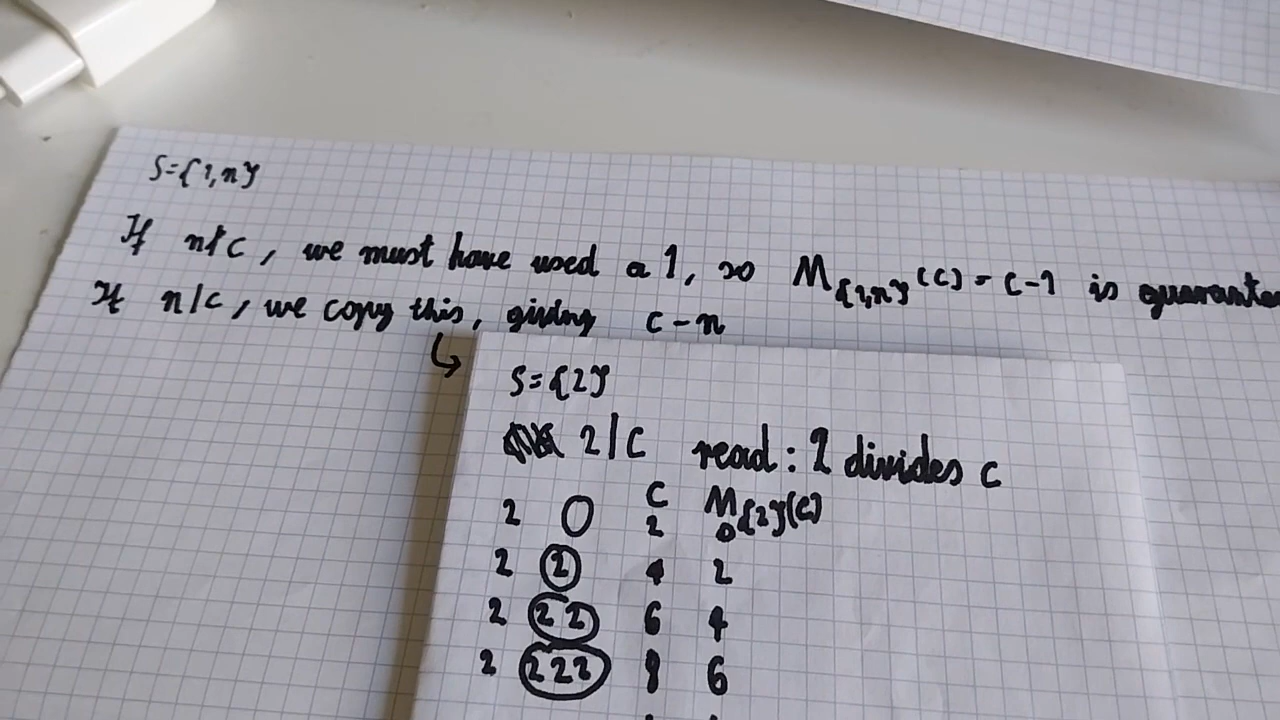 S={1,n}
If n∤c, we must have used a 1, so M{1,n}(c)=c-1 is guarante
If n|c, we copy this, giving c-n
↳
S={2}
2|c read: 2 divides c
c M{2}(c)
2 0 2 0
2 2 4 2
2 2 2 6 4
2 2 2 2 8 6